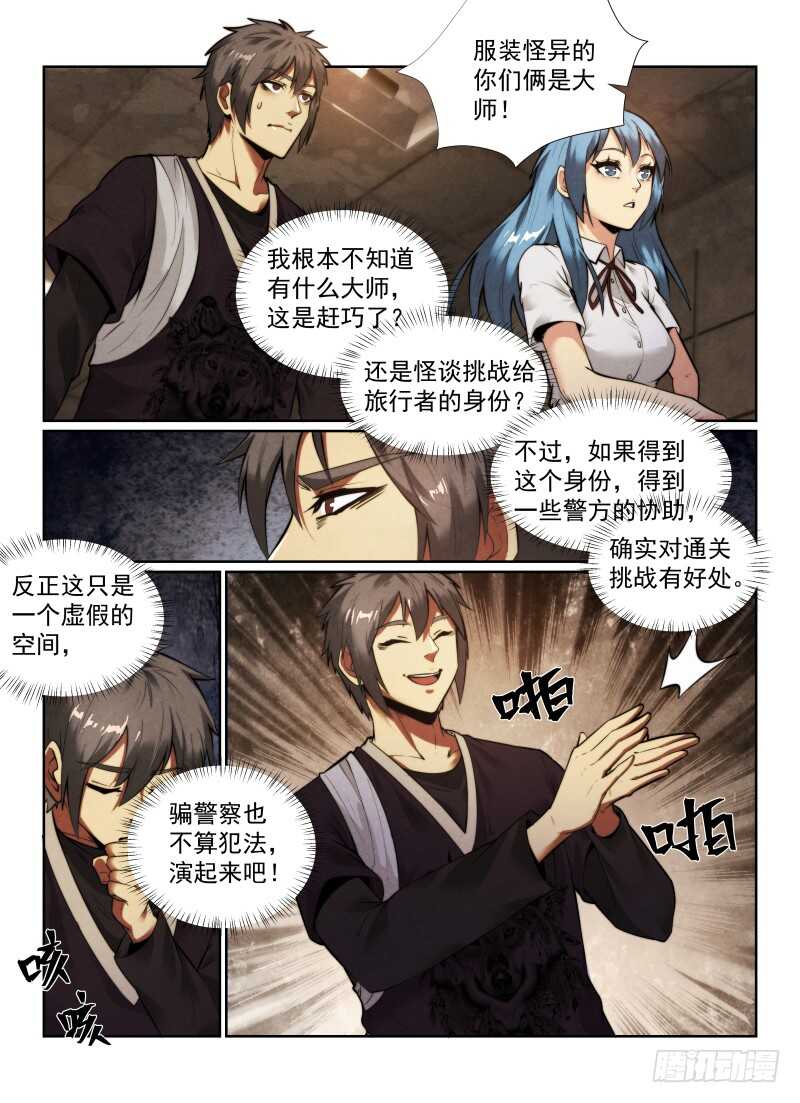 服装怪异的
你们俩是大
师！
我根本不知道
有什么大师，
这是赶巧了？
还是怪谈挑战给
旅行者的身份？
不过，如果得到
这个身份，得到
一些警方的协助，
确实对通关
挑战有好处。
反正这只是
一个虚假的
空间，
骗警察也
不算犯法，
演起来吧！
咳
咳
啪
啪
腾讯动漫